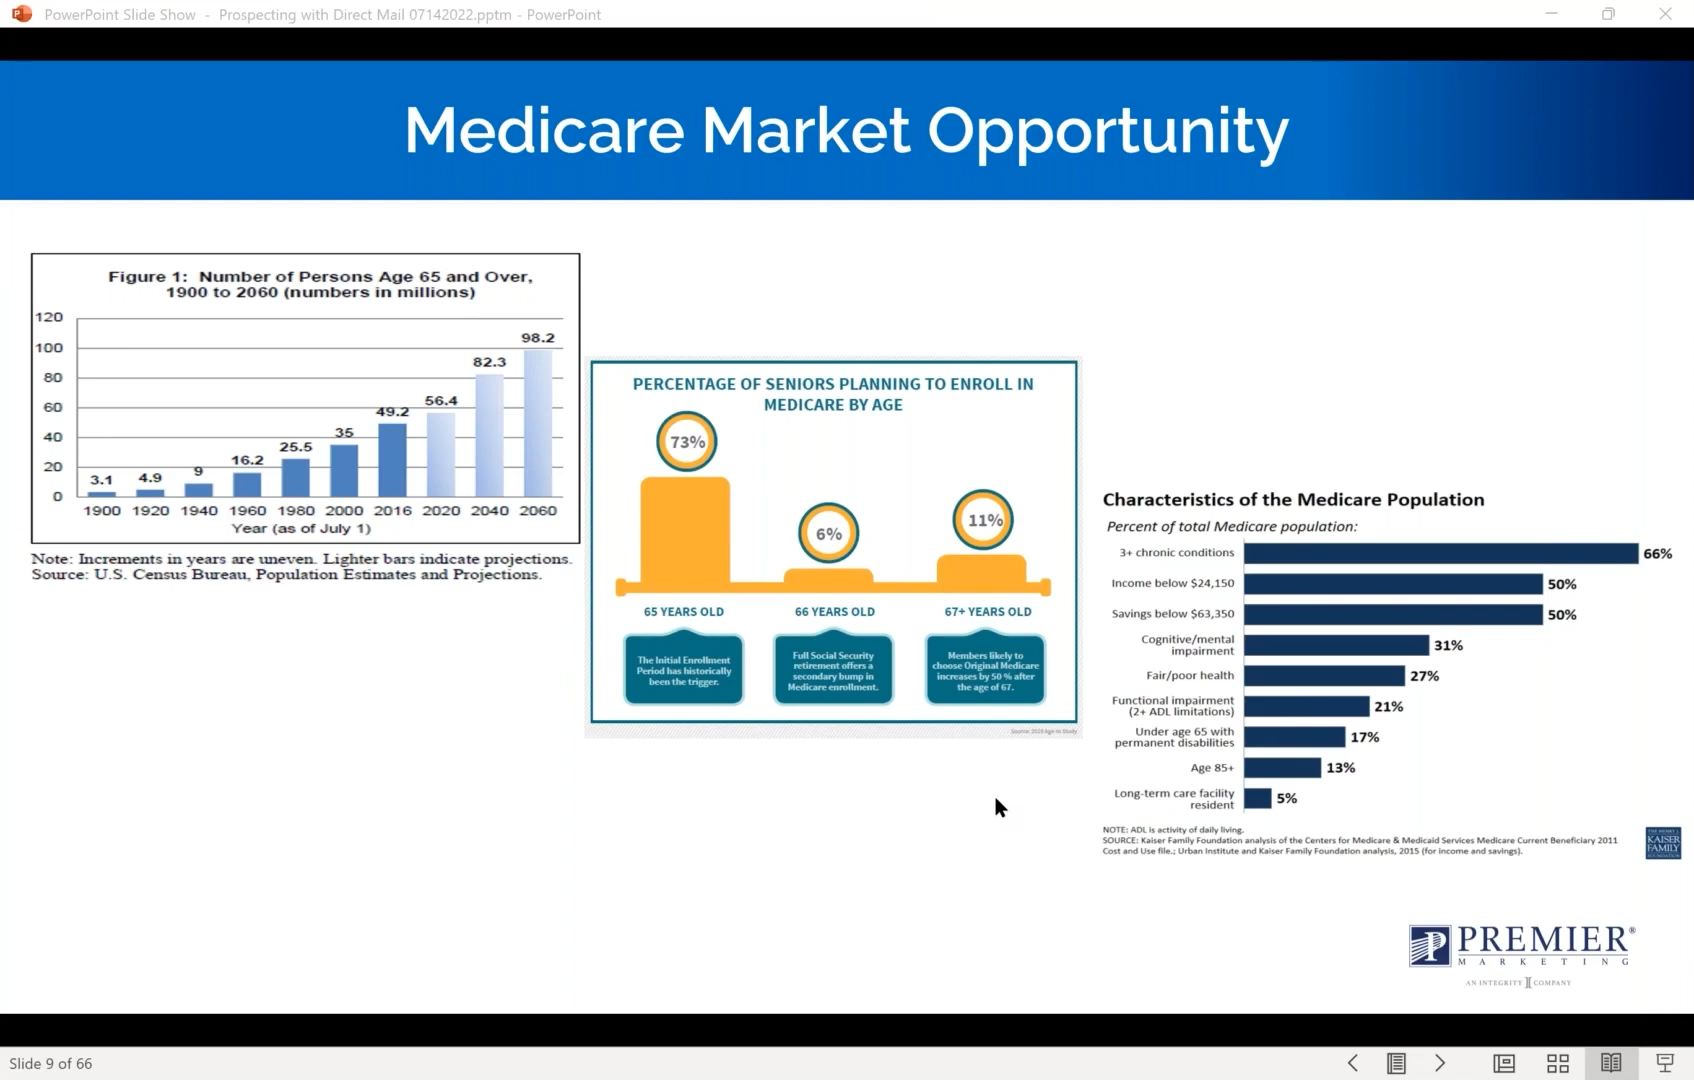 PowerPoint Slide Show - Prospecting with Direct Mail 07142022.pptm - PowerPoint
Medicare Market Opportunity
Figure 1: Number of Persons Age 65 and Over,
1900 to 2060 (numbers in millions)
120
100
80
60
40
20
0
3.1
4.9
9
16.2
25.5
35
49.2
56.4
82.3
98.2
1900 1920 1940 1960 1980 2000 2016 2020 2040 2060
Year (as of July 1)
Note: Increments in years are uneven. Lighter bars indicate projections.
Source: U.S. Census Bureau, Population Estimates and Projections.
PERCENTAGE OF SENIORS PLANNING TO ENROLL IN
MEDICARE BY AGE
73%
6%
11%
65 YEARS OLD
66 YEARS OLD
67+ YEARS OLD
The Initial Enrollment
Period has historically
been the trigger.
Full Social Security
retirement offers a
secondary bump in
Medicare enrollment.
Members likely to
choose Original Medicare
increases by 50 % after
the age of 67.
Characteristics of the Medicare Population
Percent of total Medicare population:
3+ chronic conditions 66%
Income below $24,150 50%
Savings below $63,350 50%
Cognitive/mental
impairment 31%
Fair/poor health 27%
Functional impairment
(2+ ADL limitations) 21%
Under age 65 with
permanent disabilities 17%
Age 85+ 13%
Long-term care facility
resident 5%
NOTE: ADL is activity of daily living.
SOURCE: Kaiser Family Foundation analysis of the Centers for Medicare & Medicaid Services Medicare Current Beneficiary 2011
Cost and Use file.; Urban Institute and Kaiser Family Foundation analysis, 2015 (for income and savings).
THE HENRY J.
KAISER
FAMILY
FOUNDATION
PREMIER®
MARKETING
AN INTEGRITY COMPANY
Slide 9 of 66